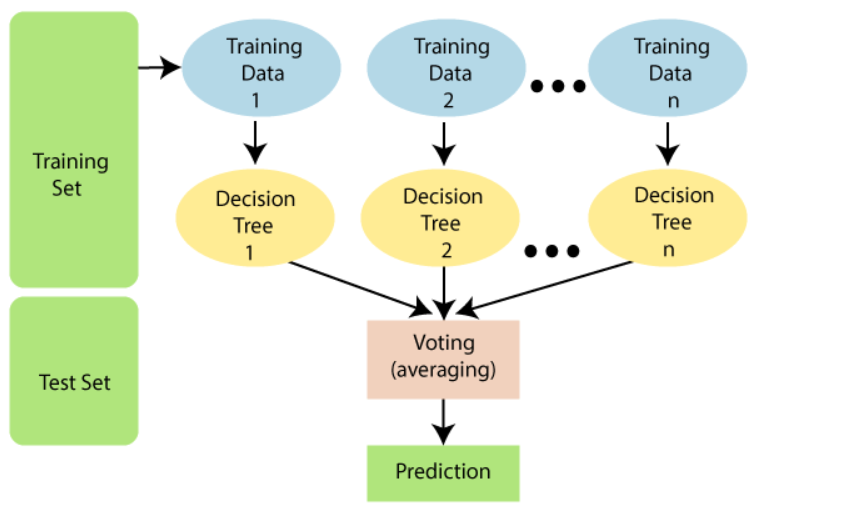 Training
Set
Training
Data
1
Training
Data
2
Training
Data
n
Decision
Tree
1
Decision
Tree
2
Decision
Tree
n
Test Set
Voting
(averaging)
Prediction